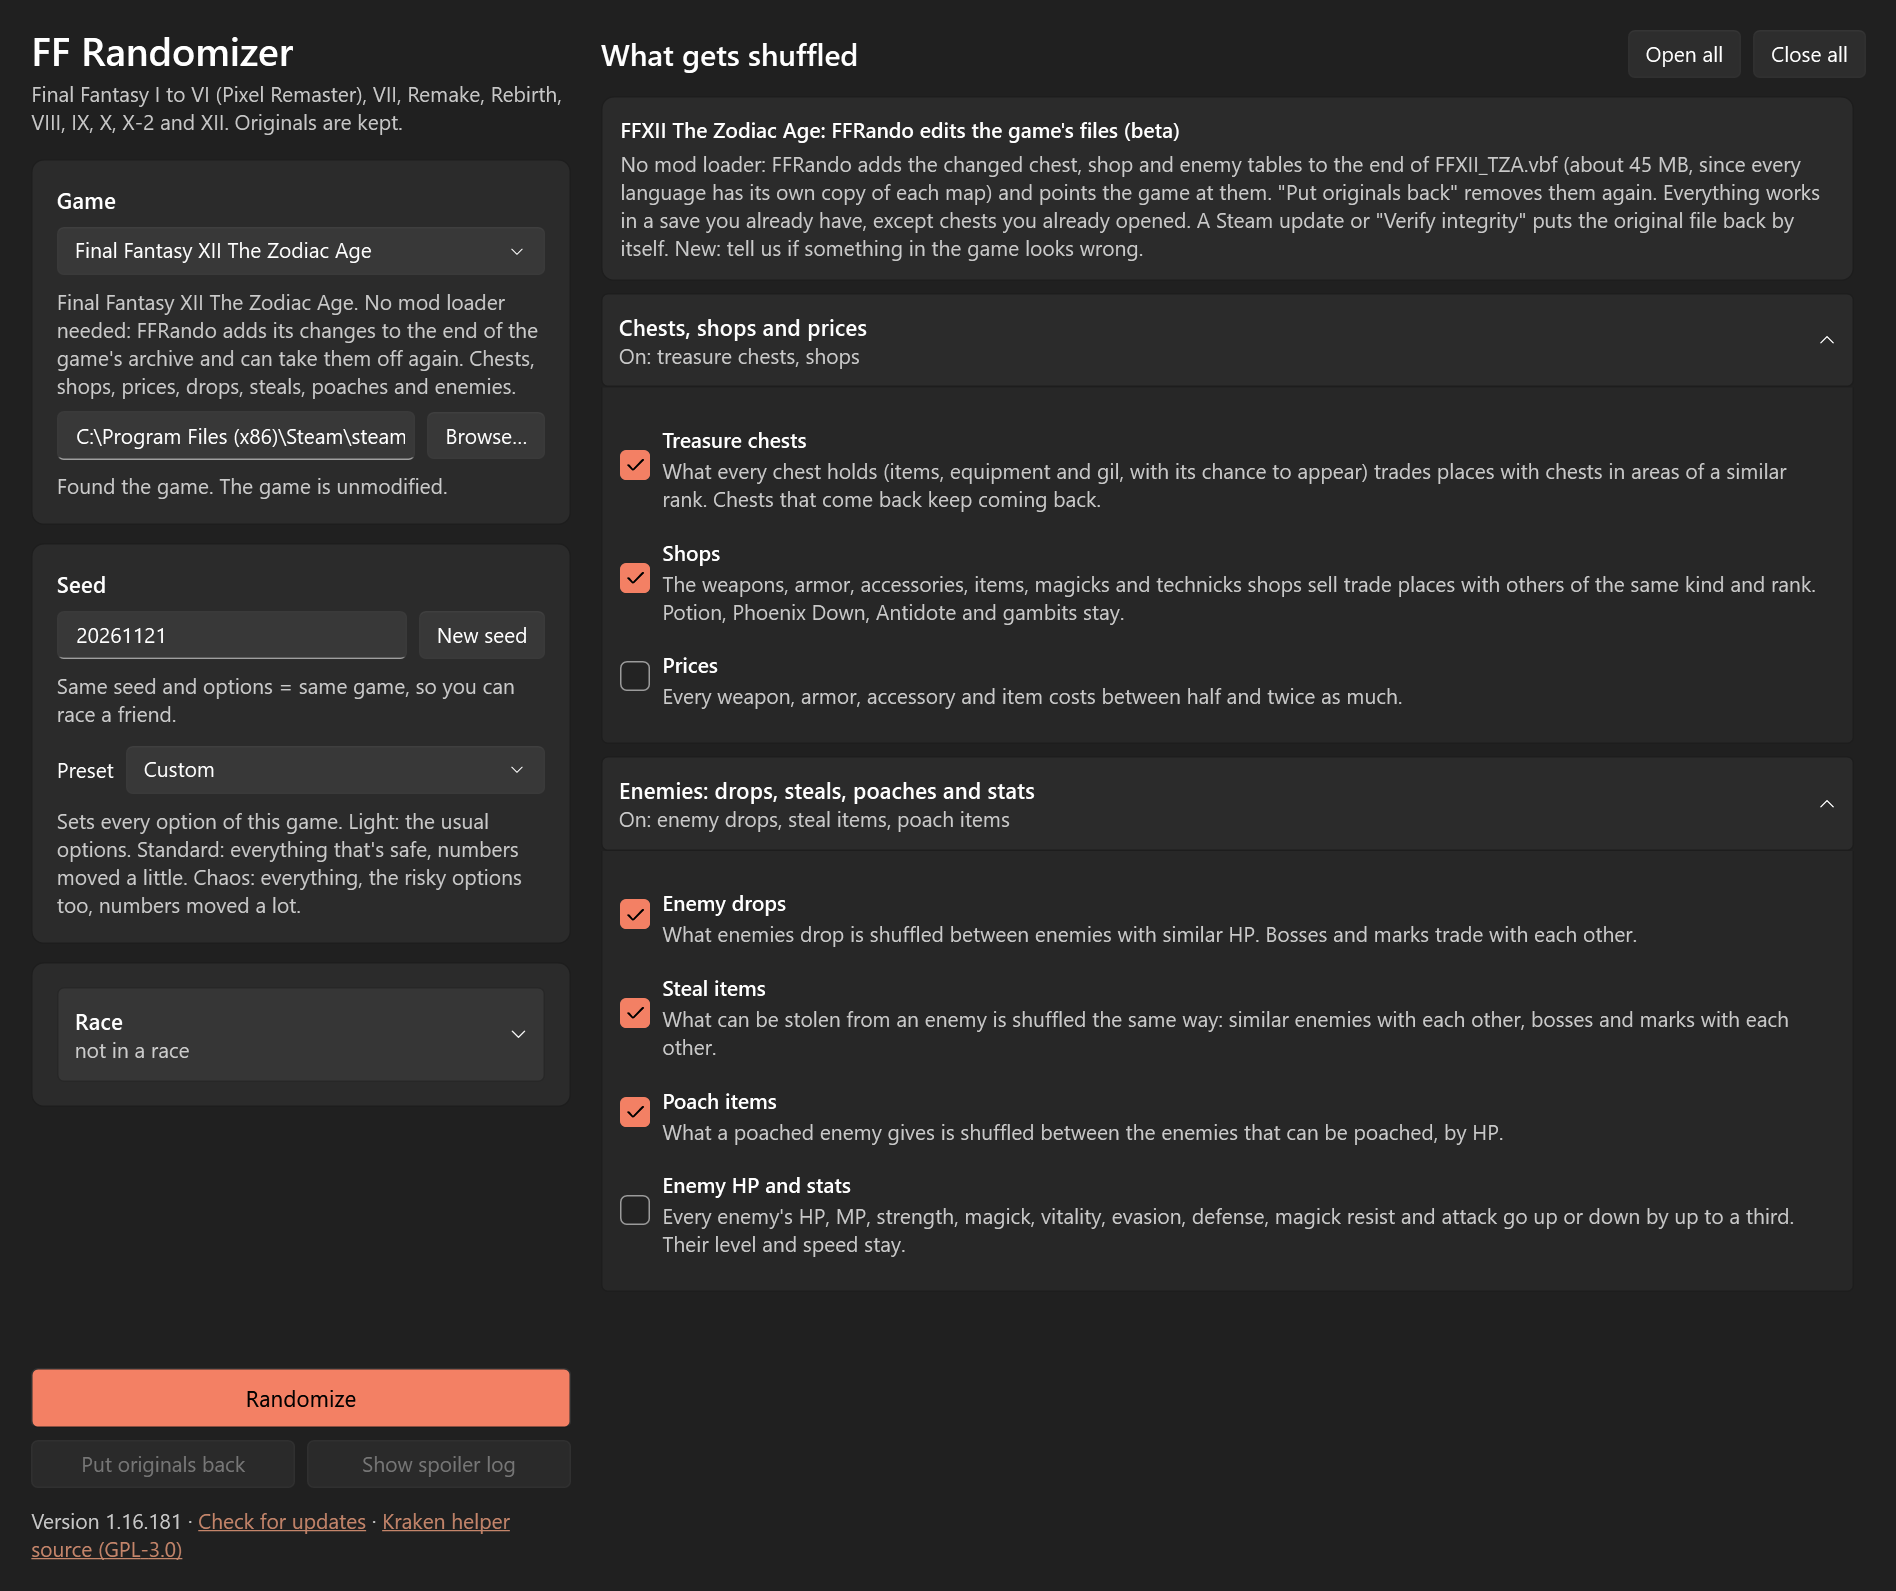 FF Randomizer
Final Fantasy I to VI (Pixel Remaster), VII, Remake, Rebirth,
VIII, IX, X, X-2 and XII. Originals are kept.
Game
Final Fantasy XII The Zodiac Age
Final Fantasy XII The Zodiac Age. No mod loader
needed: FFRando adds its changes to the end of the
game's archive and can take them off again. Chests,
shops, prices, drops, steals, poaches and enemies.
C:\Program Files (x86)\Steam\steam
Browse...
Found the game. The game is unmodified.
Seed
20261121
New seed
Same seed and options = same game, so you can
race a friend.
Preset
Custom
Sets every option of this game. Light: the usual
options. Standard: everything that's safe, numbers
moved a little. Chaos: everything, the risky options
too, numbers moved a lot.
Race
not in a race
Randomize
Put originals back
Show spoiler log
Version 1.16.181 · Check for updates · Kraken helper
source (GPL-3.0)
What gets shuffled
Open all
Close all
FFXII The Zodiac Age: FFRando edits the game's files (beta)
No mod loader: FFRando adds the changed chest, shop and enemy tables to the end of FFXII_TZA.vbf (about 45 MB, since every
language has its own copy of each map) and points the game at them. "Put originals back" removes them again. Everything works
in a save you already have, except chests you already opened. A Steam update or "Verify integrity" puts the original file back by
itself. New: tell us if something in the game looks wrong.
Chests, shops and prices
On: treasure chests, shops
Treasure chests
What every chest holds (items, equipment and gil, with its chance to appear) trades places with chests in areas of a similar
rank. Chests that come back keep coming back.
Shops
The weapons, armor, accessories, items, magicks and technicks shops sell trade places with others of the same kind and rank.
Potion, Phoenix Down, Antidote and gambits stay.
Prices
Every weapon, armor, accessory and item costs between half and twice as much.
Enemies: drops, steals, poaches and stats
On: enemy drops, steal items, poach items
Enemy drops
What enemies drop is shuffled between enemies with similar HP. Bosses and marks trade with each other.
Steal items
What can be stolen from an enemy is shuffled the same way: similar enemies with each other, bosses and marks with each
other.
Poach items
What a poached enemy gives is shuffled between the enemies that can be poached, by HP.
Enemy HP and stats
Every enemy's HP, MP, strength, magick, vitality, evasion, defense, magick resist and attack go up or down by up to a third.
Their level and speed stay.